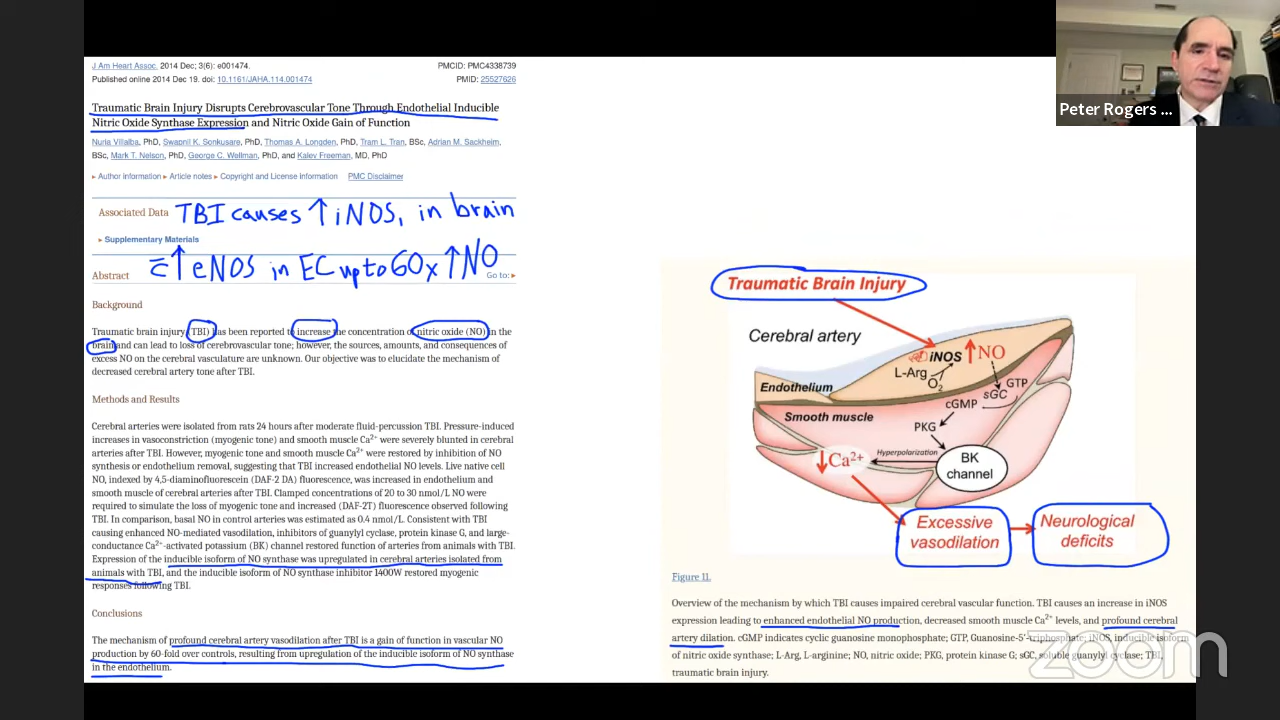 J Am Heart Assoc. 2014 Dec; 3(6): e001474.
Published online 2014 Dec 19. doi: 10.1161/JAHA.114.001474
PMCID: PMC4338739
PMID: 25527626
Traumatic Brain Injury Disrupts Cerebrovascular Tone Through Endothelial Inducible
Nitric Oxide Synthase Expression and Nitric Oxide Gain of Function
Nuria Villalba, PhD, Swapnil K. Sonkusare, PhD, Thomas A. Longden, PhD, Tram L. Tran, BSc, Adrian M. Sackheim,
BSc, Mark T. Nelson, PhD, George C. Wellman, PhD, and Kalev Freeman, MD, PhD
▸ Author information ▸ Article notes ▸ Copyright and License information PMC Disclaimer
Associated Data
TBI causes ↑ iNOS, in brain
▸ Supplementary Materials
c̄ ↑ eNOS in EC up to 60x ↑ NO
Abstract
Go to: ▸
Background
Traumatic brain injury (TBI) has been reported to increase the concentration of nitric oxide (NO) in the
brain and can lead to loss of cerebrovascular tone; however, the sources, amounts, and consequences of
excess NO on the cerebral vasculature are unknown. Our objective was to elucidate the mechanism of
decreased cerebral artery tone after TBI.
Methods and Results
Cerebral arteries were isolated from rats 24 hours after moderate fluid‐percussion TBI. Pressure‐induced
increases in vasoconstriction (myogenic tone) and smooth muscle Ca2+ were severely blunted in cerebral
arteries after TBI. However, myogenic tone and smooth muscle Ca2+ were restored by inhibition of NO
synthesis or endothelium removal, suggesting that TBI increased endothelial NO levels. Live native cell
NO, indexed by 4,5‐diaminofluorescein (DAF‐2 DA) fluorescence, was increased in endothelium and
smooth muscle of cerebral arteries after TBI. Clamped concentrations of 20 to 30 nmol/L NO were
required to simulate the loss of myogenic tone and increased (DAF‐2T) fluorescence observed following
TBI. In comparison, basal NO in control arteries was estimated as 0.4 nmol/L. Consistent with TBI
causing enhanced NO‐mediated vasodilation, inhibitors of guanylyl cyclase, protein kinase G, and large‐
conductance Ca2+‐activated potassium (BK) channel restored function of arteries from animals with TBI.
Expression of the inducible isoform of NO synthase was upregulated in cerebral arteries isolated from
animals with TBI, and the inducible isoform of NO synthase inhibitor 1400W restored myogenic
responses following TBI.
Conclusions
The mechanism of profound cerebral artery vasodilation after TBI is a gain of function in vascular NO
production by 60‐fold over controls, resulting from upregulation of the inducible isoform of NO synthase
in the endothelium.
Peter Rogers ...
Traumatic Brain Injury
Cerebral artery
iNOS ↑ NO
L-Arg
O2
GTP
sGC
cGMP
Endothelium
Smooth muscle
PKG
↓ Ca2+
Hyperpolarization
BK
channel
Excessive
vasodilation
Neurological
deficits
Figure 11.
Overview of the mechanism by which TBI causes impaired cerebral vascular function. TBI causes an increase in iNOS
expression leading to enhanced endothelial NO production, decreased smooth muscle Ca2+ levels, and profound cerebral
artery dilation. cGMP indicates cyclic guanosine monophosphate; GTP, Guanosine‐5′‐triphosphate; iNOS, inducible isoform
of nitric oxide synthase; L‐Arg, L‐arginine; NO, nitric oxide; PKG, protein kinase G; sGC, soluble guanylyl cyclase; TBI,
traumatic brain injury.
zoom